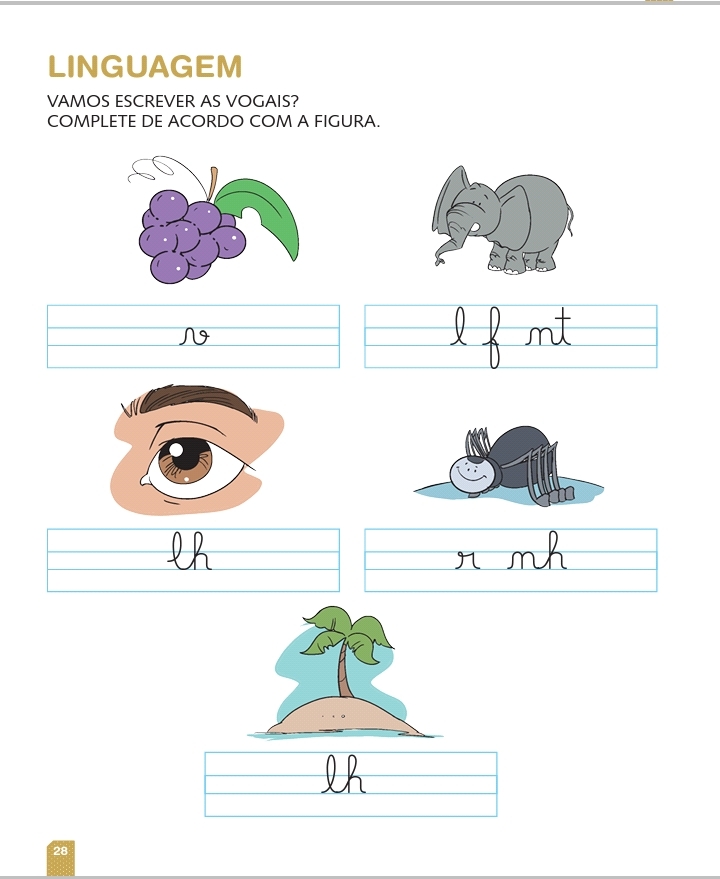 LINGUAGEM
VAMOS ESCREVER AS VOGAIS?
COMPLETE DE ACORDO COM A FIGURA.
v
l f nt
lh
r nh
lh
28